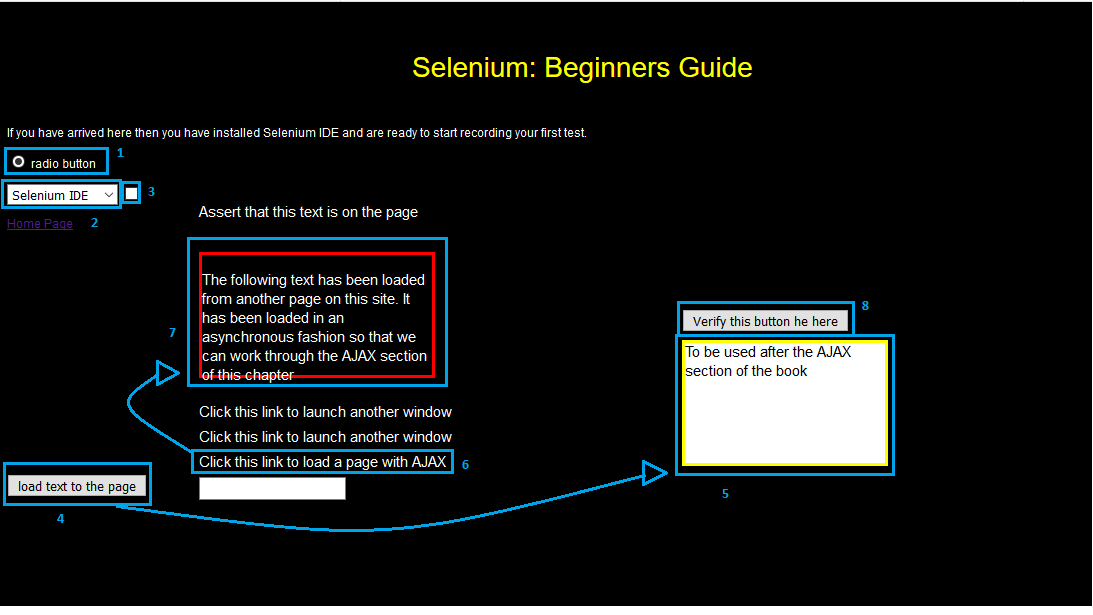 Selenium: Beginners Guide
If you have arrived here then you have installed Selenium IDE and are ready to start recording your first test.
radio button
1
Selenium IDE
3
Home Page
2
Assert that this text is on the page
The following text has been loaded
from another page on this site. It
has been loaded in an
asynchronous fashion so that we
can work through the AJAX section
of this chapter
7
8
Verify this button he here
To be used after the AJAX
section of the book
5
Click this link to launch another window
Click this link to launch another window
Click this link to load a page with AJAX
6
load text to the page
4